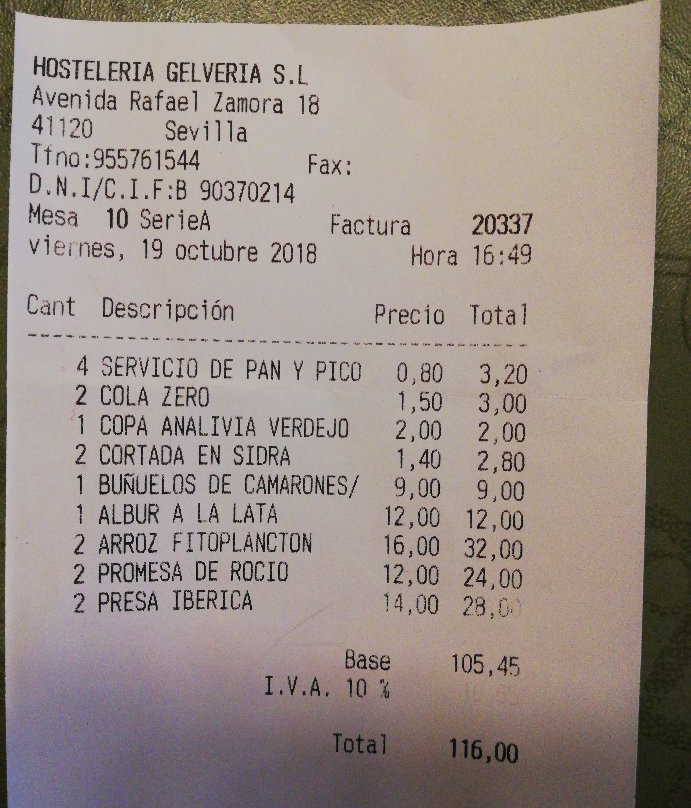 HOSTELERIA GELVERIA S.L
Avenida Rafael Zamora 18
41120 Sevilla
Tfno:955761544 Fax:
D.N.I/C.I.F:B 90370214
Mesa 10 SerieA Factura 20337
viernes, 19 octubre 2018 Hora 16:49
Cant Descripción Precio Total
4 SERVICIO DE PAN Y PICO 0,80 3,20
2 COLA ZERO 1,50 3,00
1 COPA ANALIVIA VERDEJO 2,00 2,00
2 CORTADA EN SIDRA 1,40 2,80
1 BUÑUELOS DE CAMARONES/ 9,00 9,00
1 ALBUR A LA LATA 12,00 12,00
2 ARROZ FITOPLANCTON 16,00 32,00
2 PROMESA DE ROCIO 12,00 24,00
2 PRESA IBERICA 14,00 28,00
Base 105,45
I.V.A. 10 %
Total 116,00